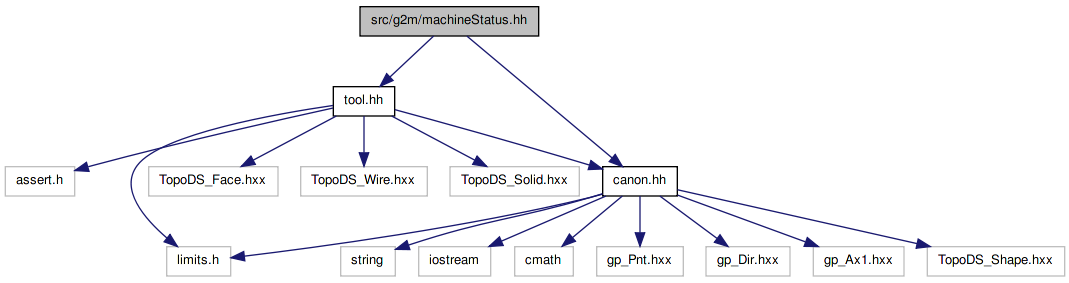 src/g2m/machineStatus.hh
tool.hh
assert.h
TopoDS_Face.hxx
TopoDS_Wire.hxx
TopoDS_Solid.hxx
canon.hh
limits.h
string
iostream
cmath
gp_Pnt.hxx
gp_Dir.hxx
gp_Ax1.hxx
TopoDS_Shape.hxx